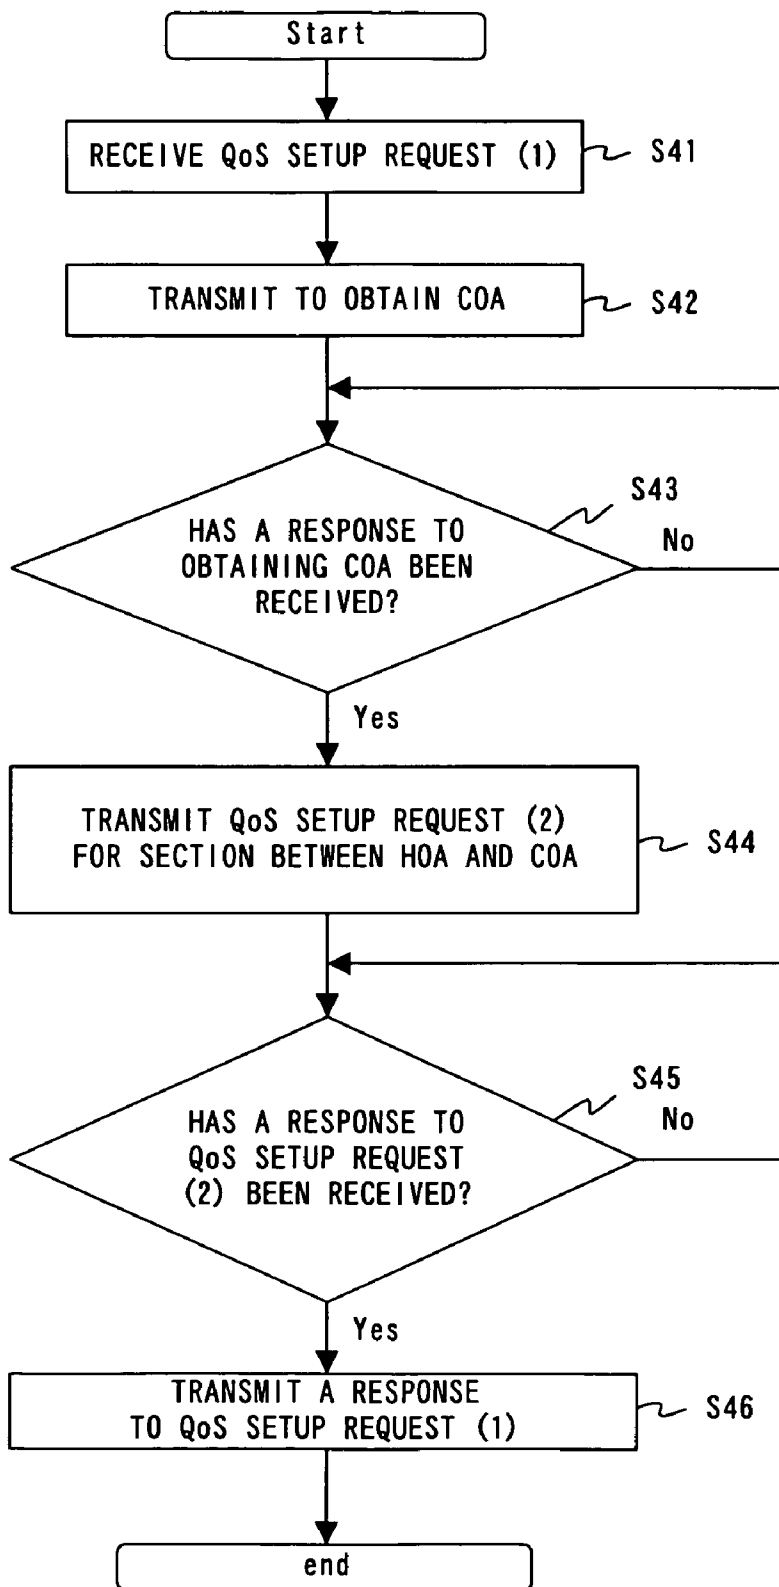 Start
RECEIVE QoS SETUP REQUEST (1)
S41
TRANSMIT TO OBTAIN COA
S42
S43
HAS A RESPONSE TO
OBTAINING COA BEEN
RECEIVED?
No
Yes
TRANSMIT QoS SETUP REQUEST (2)
FOR SECTION BETWEEN HOA AND COA
S44
S45
HAS A RESPONSE TO
QoS SETUP REQUEST
(2) BEEN RECEIVED?
No
Yes
TRANSMIT A RESPONSE
TO QoS SETUP REQUEST (1)
S46
end